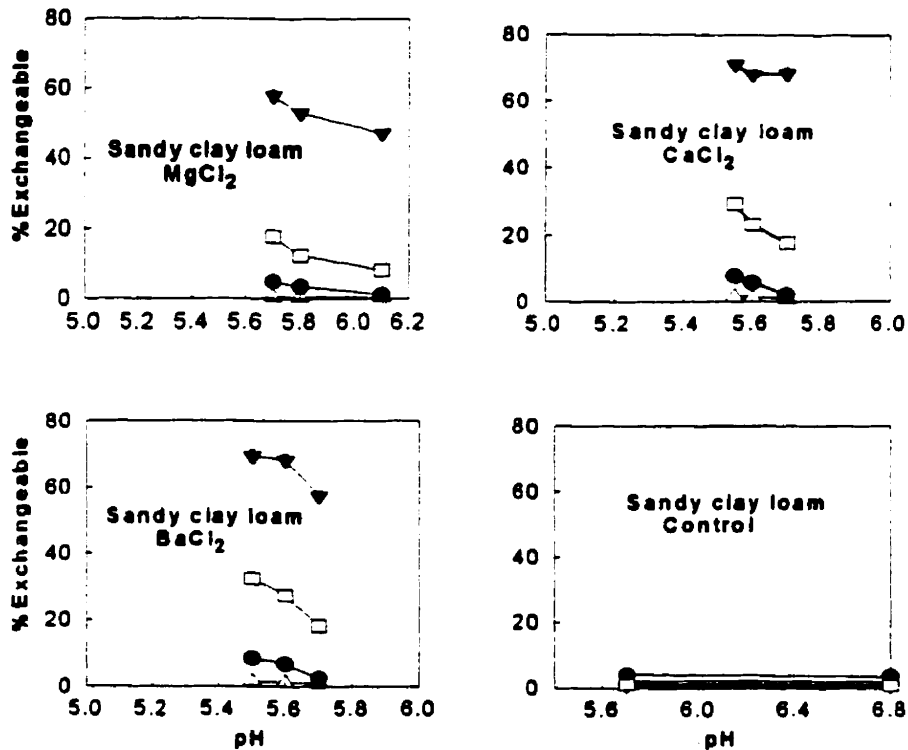 80
60
40
20
0
%Exchangeable
Sandy clay loam
MgCl2
5.0 5.2 5.4 5.6 5.8 6.0 6.2
80
60
40
20
0
Sandy clay loam
CaCl2
5.0 5.2 5.4 5.6 5.8 6.0
80
60
40
20
0
%Exchangeable
Sandy clay loam
BaCl2
5.0 5.2 5.4 5.6 5.8 6.0
pH
80
60
40
20
0
Sandy clay loam
Control
5.6 6.0 6.4 6.8
pH